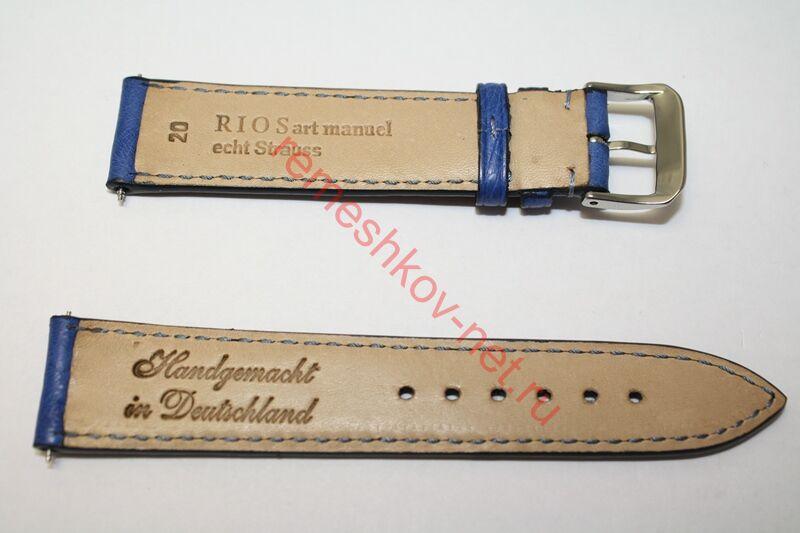 20
RIOS art manuel
echt Strauss
remeshkov-net.ru
Handgemacht
in Deutschland